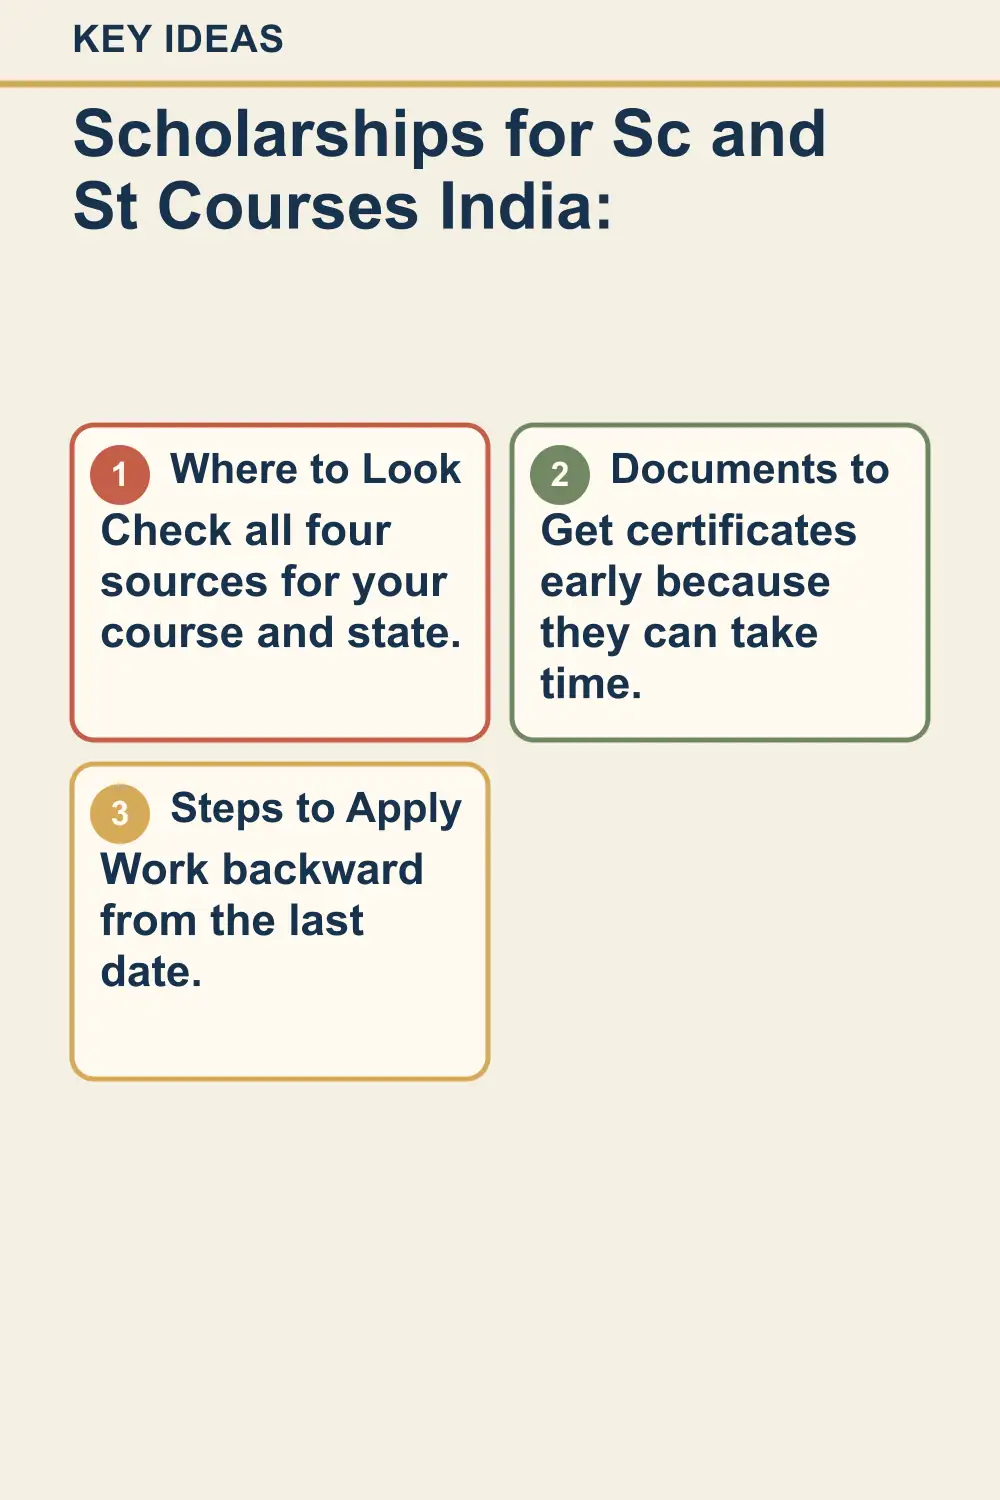 KEY IDEAS
Scholarships for Sc and
St Courses India:
1 Where to Look
Check all four
sources for your
course and state.
2 Documents to
Get certificates
early because
they can take
time.
3 Steps to Apply
Work backward
from the last
date.